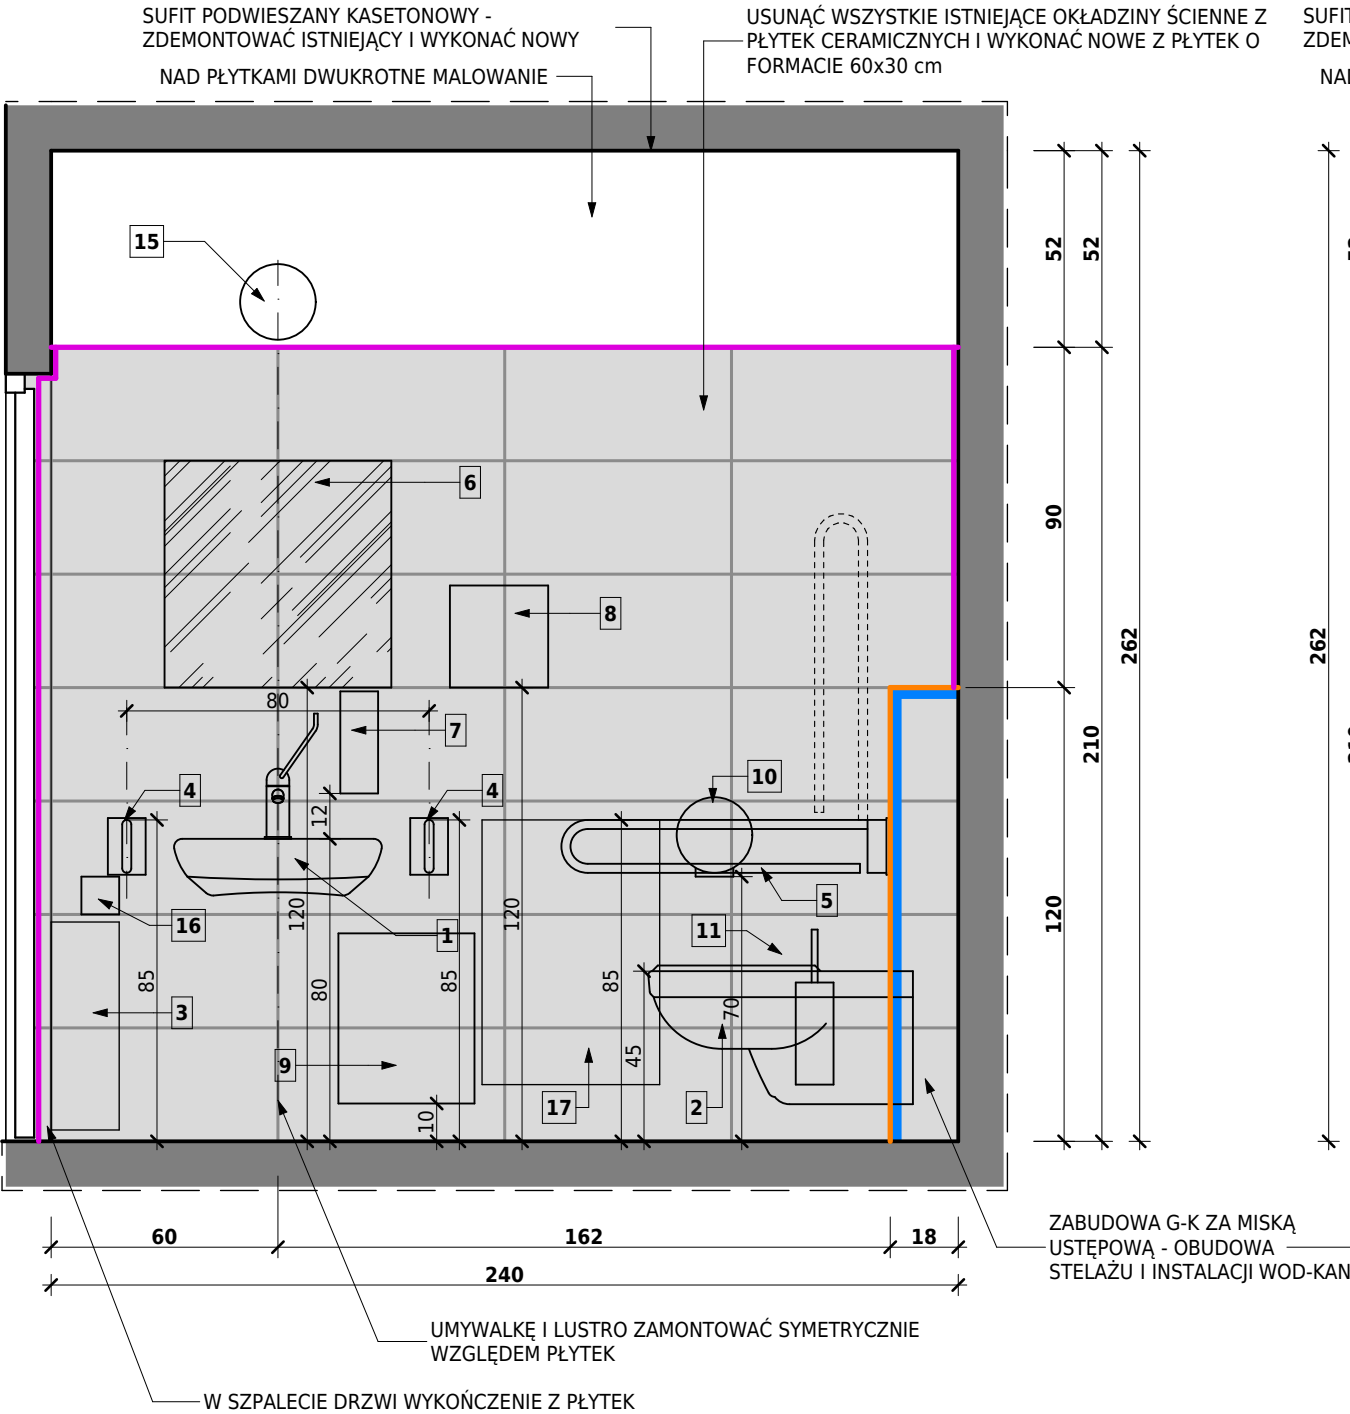 SUFIT PODWIESZANY KASETONOWY -
ZDEMONTOWAĆ ISTNIEJĄCY I WYKONAĆ NOWY
NAD PŁYTKAMI DWUKROTNE MALOWANIE
USUNĄĆ WSZYSTKIE ISTNIEJĄCE OKŁADZINY ŚCIENNE Z
PŁYTEK CERAMICZNYCH I WYKONAĆ NOWE Z PŁYTEK O
FORMACIE 60x30 cm
SUFIT
15
52
52
6
90
8
262
262
80
7
210
4
4
10
12
5
16
1
11
120
120
120
85
80
85
85
70
45
3
9
10
17
2
60
162
18
240
ZABUDOWA G-K ZA MISKĄ
USTĘPOWĄ - OBUDOWA
STELAŻU I INSTALACJI WOD-KAN
UMYWALKĘ I LUSTRO ZAMONTOWAĆ SYMETRYCZNIE
WZGLĘDEM PŁYTEK
W SZPALECIE DRZWI WYKOŃCZENIE Z PŁYTEK